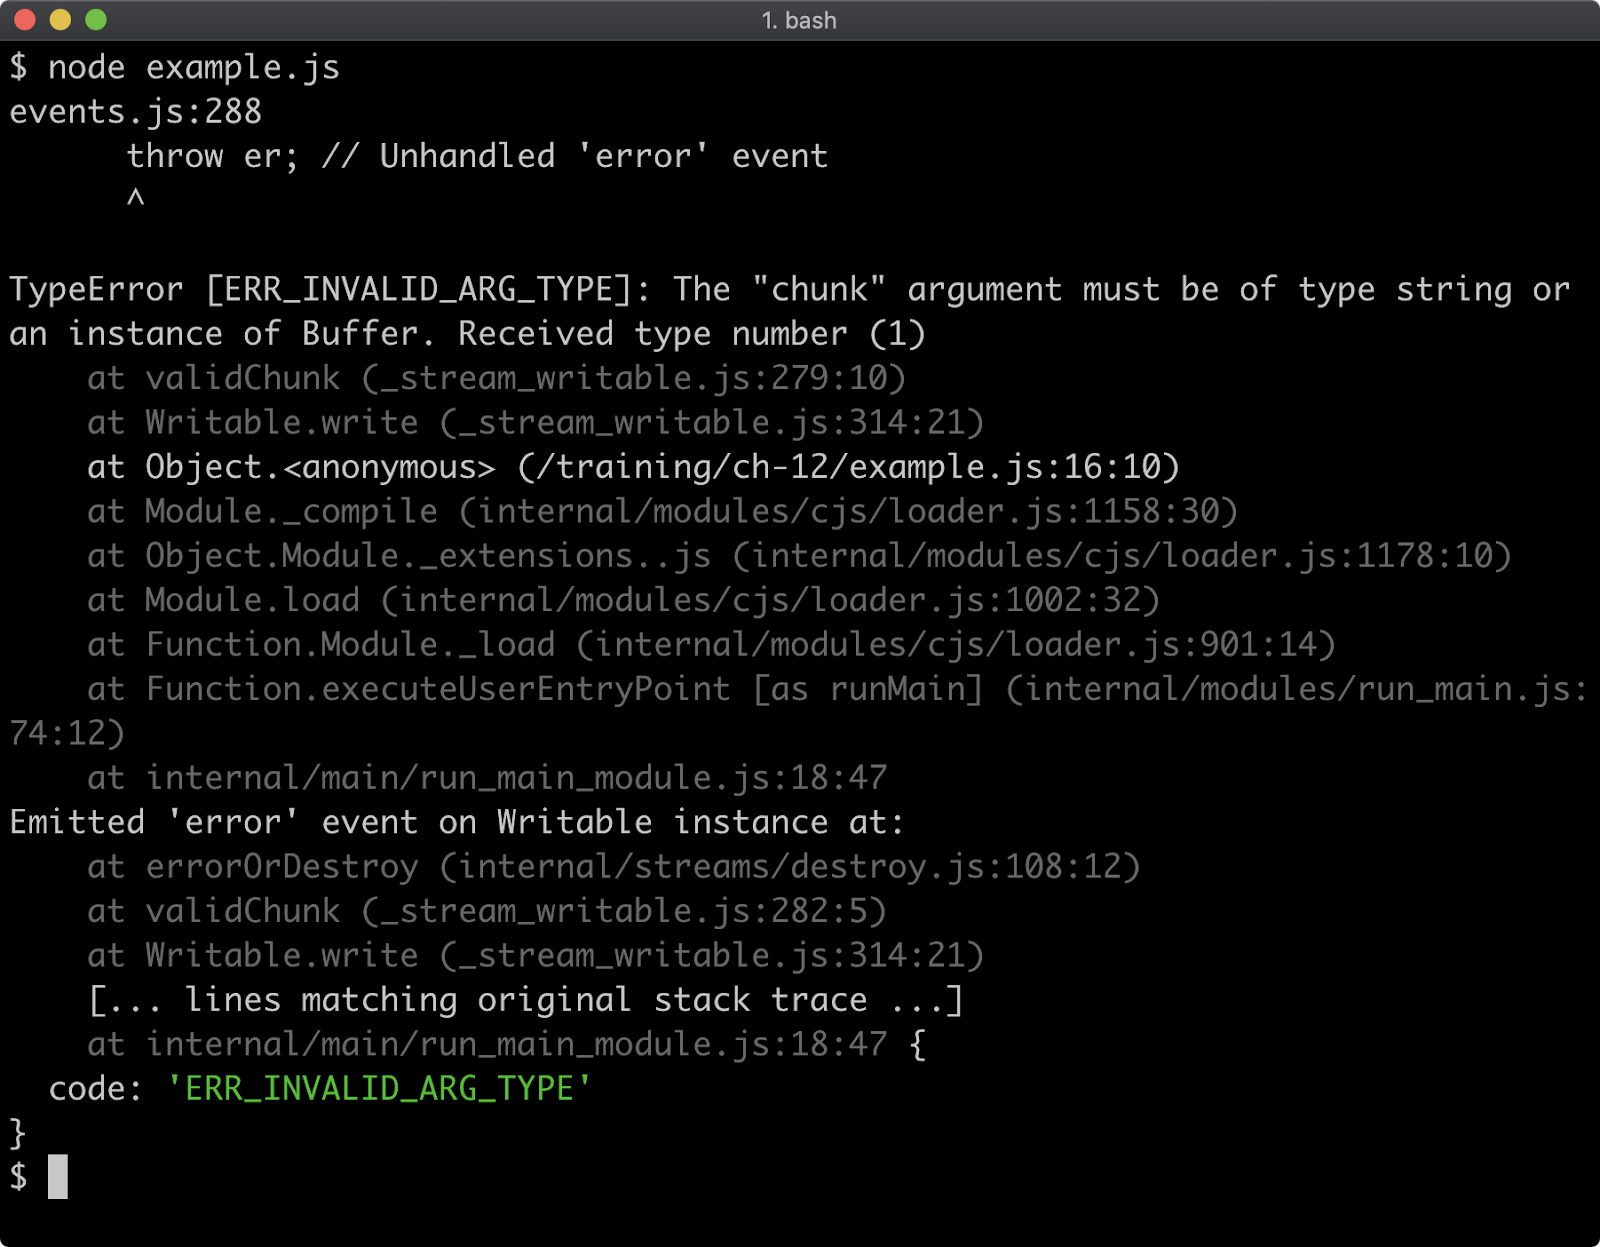 1. bash
$ node example.js
events.js:288
      throw er; // Unhandled 'error' event
      ^

TypeError [ERR_INVALID_ARG_TYPE]: The "chunk" argument must be of type string or
an instance of Buffer. Received type number (1)
    at validChunk (_stream_writable.js:279:10)
    at Writable.write (_stream_writable.js:314:21)
    at Object.<anonymous> (/training/ch-12/example.js:16:10)
    at Module._compile (internal/modules/cjs/loader.js:1158:30)
    at Object.Module._extensions..js (internal/modules/cjs/loader.js:1178:10)
    at Module.load (internal/modules/cjs/loader.js:1002:32)
    at Function.Module._load (internal/modules/cjs/loader.js:901:14)
    at Function.executeUserEntryPoint [as runMain] (internal/modules/run_main.js:
74:12)
    at internal/main/run_main_module.js:18:47
Emitted 'error' event on Writable instance at:
    at errorOrDestroy (internal/streams/destroy.js:108:12)
    at validChunk (_stream_writable.js:282:5)
    at Writable.write (_stream_writable.js:314:21)
    [... lines matching original stack trace ...]
    at internal/main/run_main_module.js:18:47 {
  code: 'ERR_INVALID_ARG_TYPE'
}
$